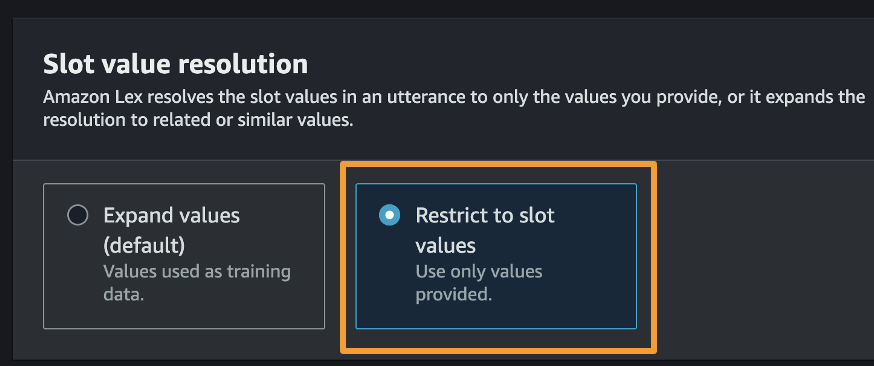 Slot value resolution
Amazon Lex resolves the slot values in an utterance to only the values you provide, or it expands the
resolution to related or similar values.
Expand values
(default)
Values used as training
data.
Restrict to slot
values
Use only values
provided.